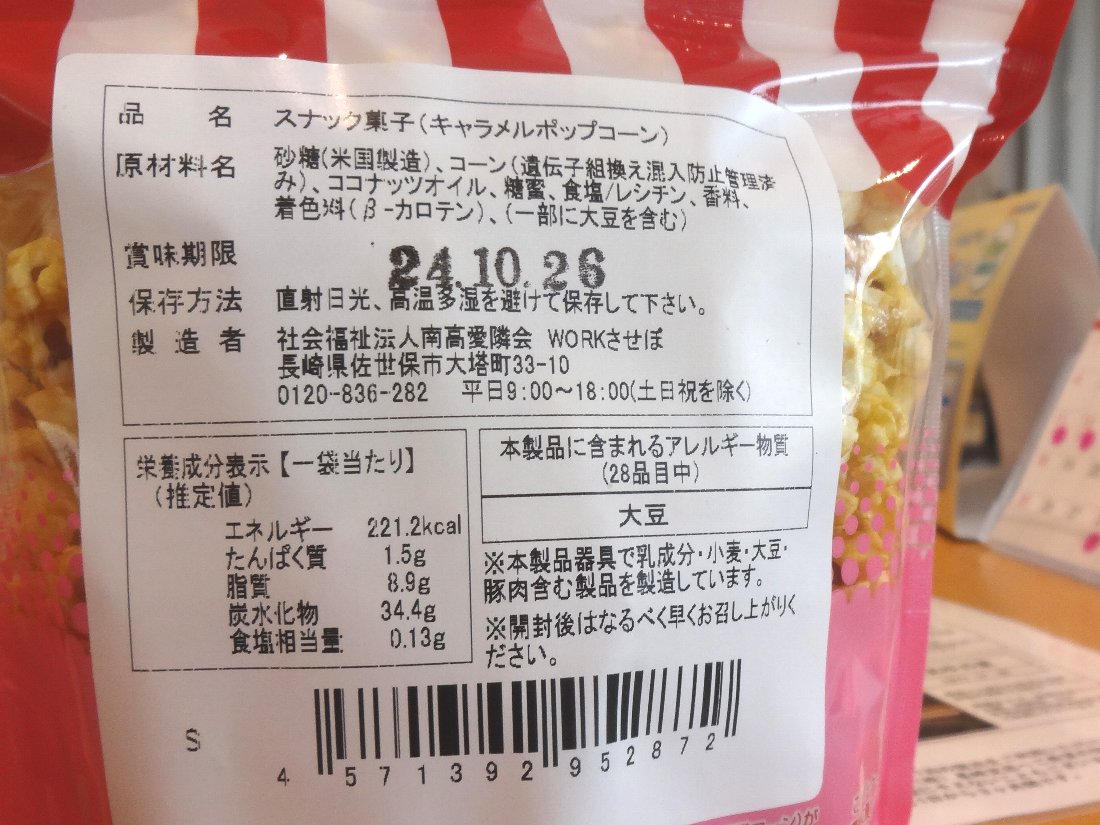 品名 スナック菓子(キャラメルポップコーン)
原材料名 砂糖(米国製造)、コーン(遺伝子組換え混入防止管理済
み)、ココナッツオイル、糖蜜、食塩/レシチン、香料、
着色料(β-カロテン)、(一部に大豆を含む)
賞味期限 24.10.26
保存方法 直射日光、高温多湿を避けて保存して下さい。
製造者 社会福祉法人南高愛隣会 WORKさせぼ
長崎県佐世保市大塔町33-10
0120-836-282 平日9:00～18:00(土日祝を除く)
栄養成分表示【一袋当たり】
(推定値)
エネルギー 221.2kcal
たんぱく質 1.5g
脂質 8.9g
炭水化物 34.4g
食塩相当量 0.13g
本製品に含まれるアレルギー物質
(28品目中)
大豆
※本製品器具で乳成分・小麦・大豆・
豚肉含む製品を製造しています。
※開封後はなるべく早くお召し上がりく
ださい。
S
4 571392 952872